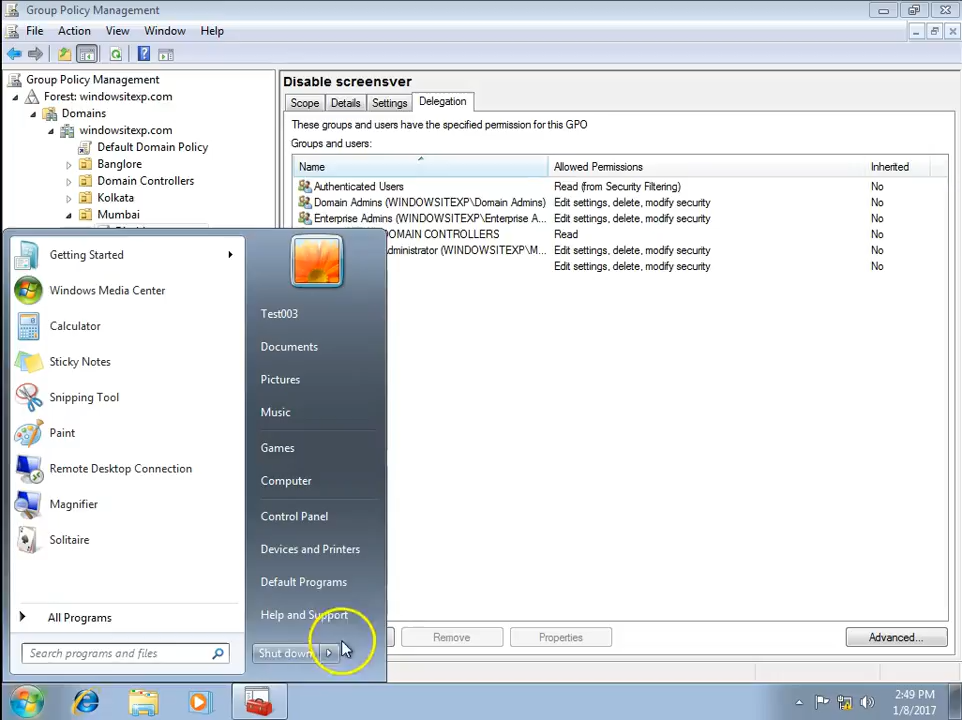 Group Policy Management
File Action View Window Help
Group Policy Management
Forest: windowsitexp.com
Domains
windowsitexp.com
Default Domain Policy
Banglore
Domain Controllers
Kolkata
Mumbai
Disable screensver
Scope Details Settings Delegation
These groups and users have the specified permission for this GPO
Groups and users:
Name Allowed Permissions Inherited
Authenticated Users Read (from Security Filtering) No
Domain Admins (WINDOWSITEXP\Domain Admins) Edit settings, delete, modify security No
Enterprise Admins (WINDOWSITEXP\Enterprise A... Edit settings, delete, modify security No
DOMAIN CONTROLLERS Read No
Administrator (WINDOWSITEXP\M... Edit settings, delete, modify security No
Edit settings, delete, modify security No
Remove Properties Advanced...
Getting Started
Windows Media Center
Calculator
Sticky Notes
Snipping Tool
Paint
Remote Desktop Connection
Magnifier
Solitaire
All Programs
Search programs and files
Test003
Documents
Pictures
Music
Games
Computer
Control Panel
Devices and Printers
Default Programs
Help and Support
Shut down
2:49 PM
1/8/2017